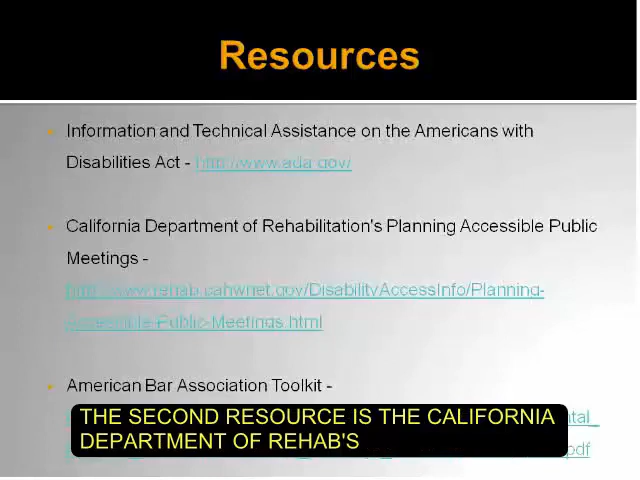 Resources
Information and Technical Assistance on the Americans with
Disabilities Act - http://www.ada.gov/
California Department of Rehabilitation's Planning Accessible Public
Meetings -
http://www.rehab.cahwnet.gov/DisabilityAccessInfo/Planning-
Accessible-Public-Meetings.html
American Bar Association Toolkit -
THE SECOND RESOURCE IS THE CALIFORNIA
DEPARTMENT OF REHAB'S